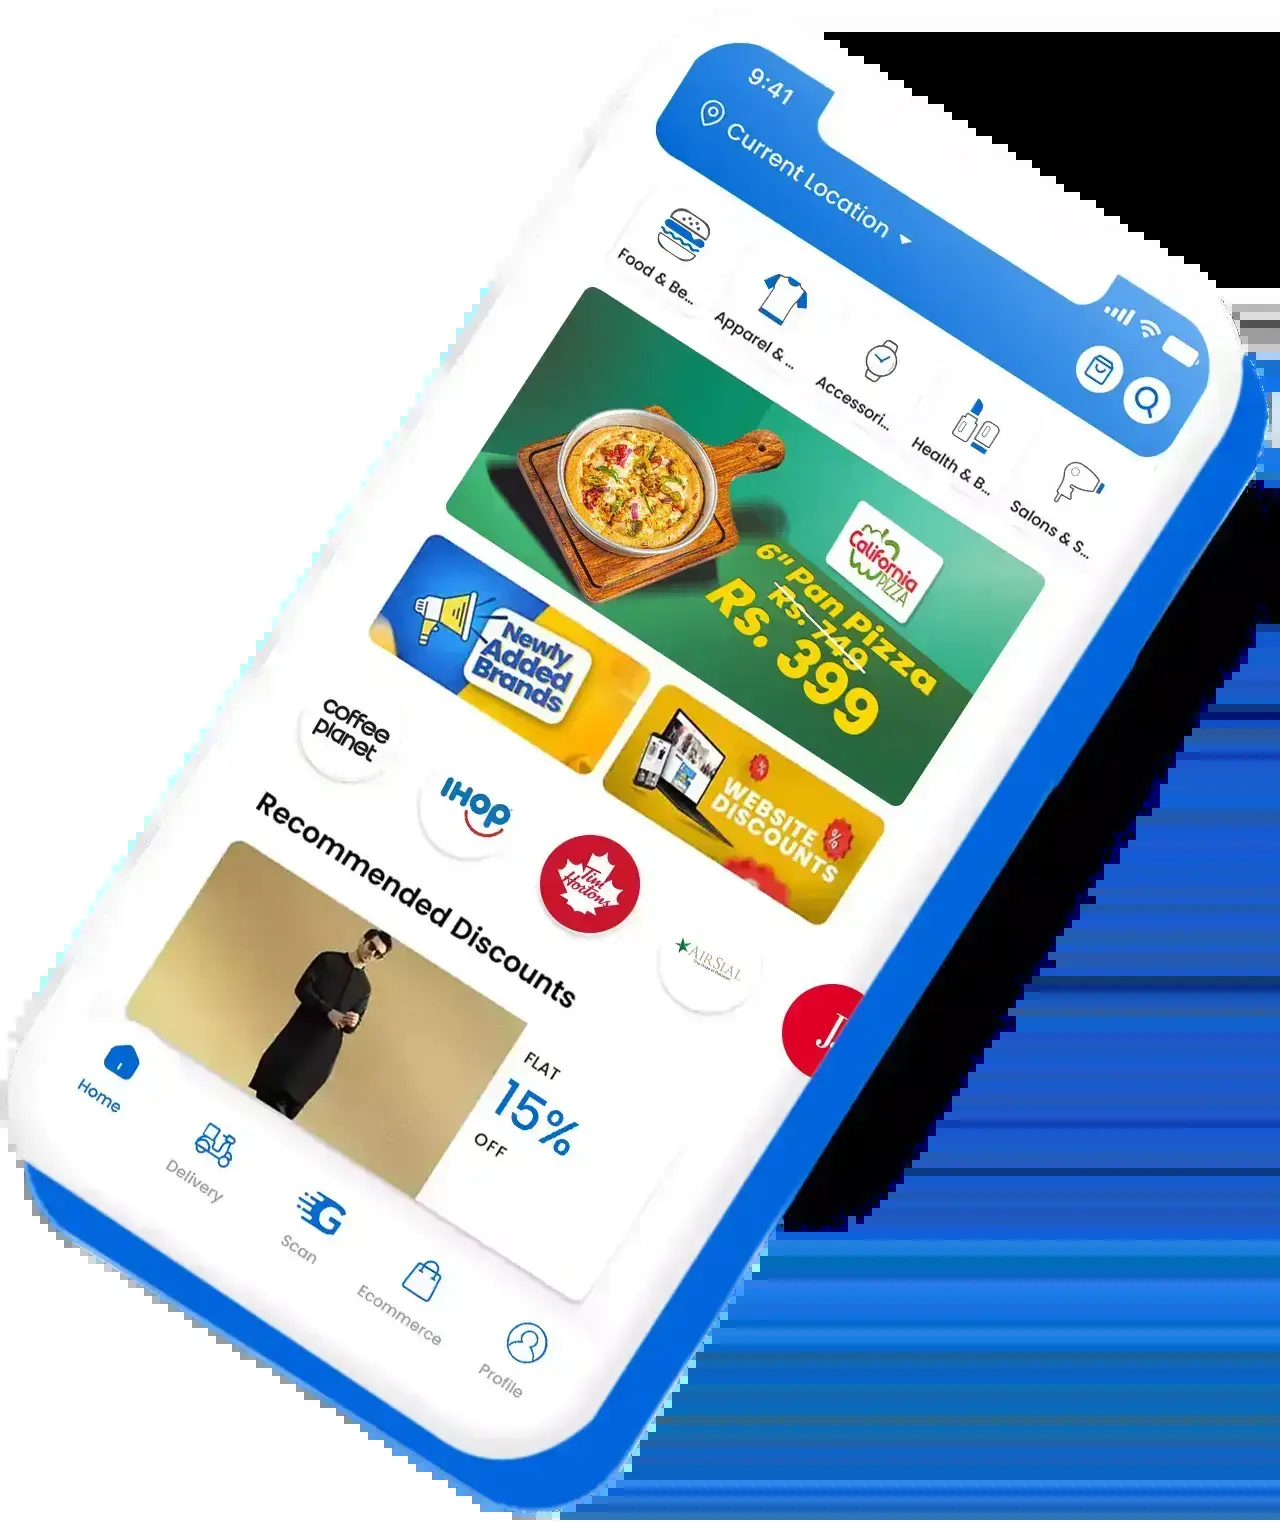 9:41
Current Location
Food & Be...
Apparel & ...
Accessori...
Health & B...
Salons & S...
California
PIZZA
6" Pan Pizza
Rs. 749
Rs. 399
Newly
Added
Brands
WEBSITE
DISCOUNTS
%
%
coffee
planet
IHOP
Tim
Hortons
AIRSIAL
J.
Recommended Discounts
FLAT
15%
OFF
Home
Delivery
G
Scan
Ecommerce
Profile